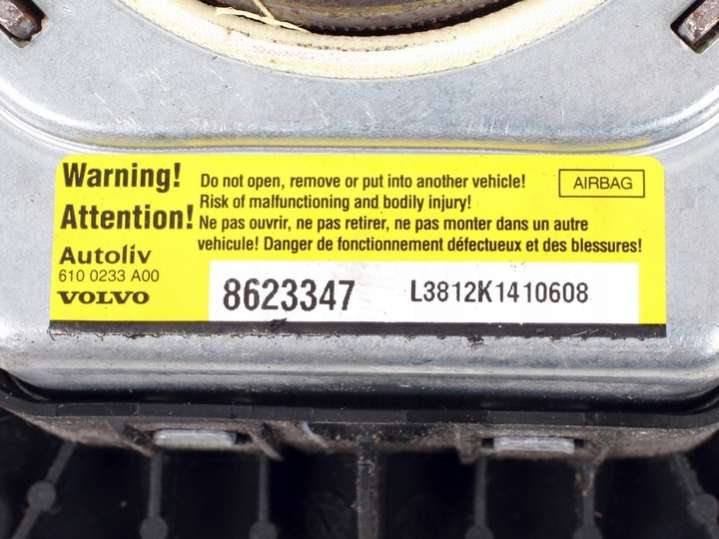 Warning!
Do not open, remove or put into another vehicle!
AIRBAG
Risk of malfunctioning and bodily injury!
Attention!
Ne pas ouvrir, ne pas retirer, ne pas monter dans un autre
vehicule! Danger de fonctionnement défectueux et des blessures!
Autoliv
610 0233 A00
VOLVO
8623347
L3812K1410608